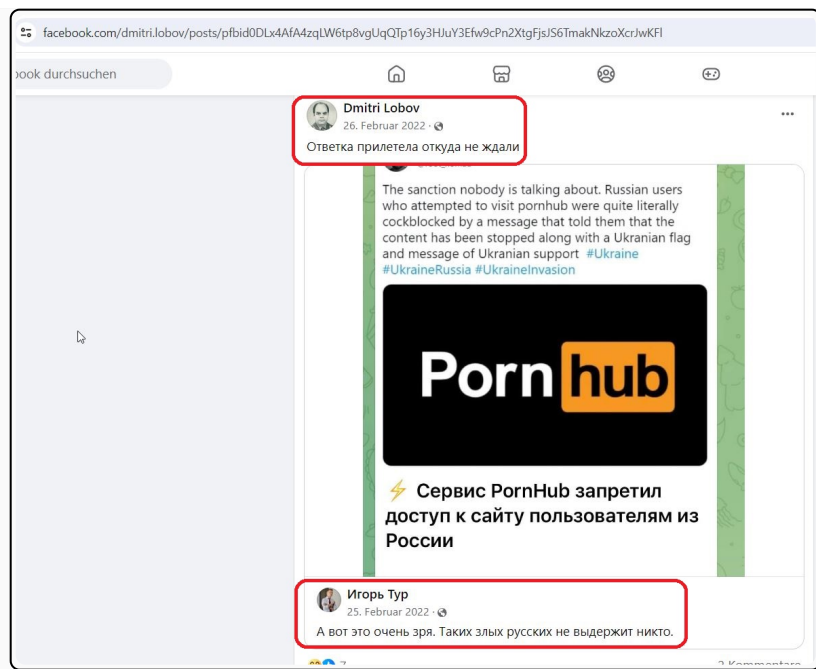 facebook.com/dmitri.lobov/posts/pfbid0DLx4AfA4zqLW6tp8vgUqQTp16y3HJuY3Efw9cPn2XtgFjsJS6TmakNkzoXcrJwKFl
ook durchsuchen
Dmitri Lobov
26. Februar 2022 ·
Ответка прилетела откуда не ждали
The sanction nobody is talking about. Russian users
who attempted to visit pornhub were quite literally
cockblocked by a message that told them that the
content has been stopped along with a Ukranian flag
and message of Ukranian support #Ukraine
#UkraineRussia #UkraineInvasion
Porn hub
⚡ Сервис PornHub запретил
доступ к сайту пользователям из
России
Игорь Тур
25. Februar 2022 ·
А вот это очень зря. Таких злых русских не выдержит никто.
7
2 Kommentare